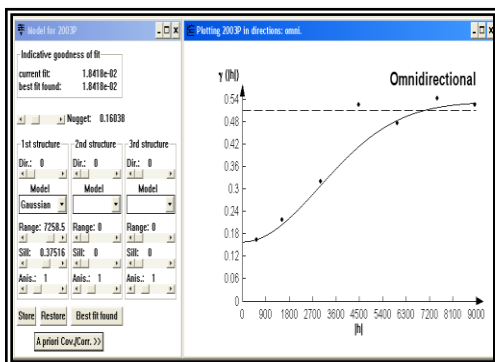 Model for 2003P
Indicative goodness of fit
current fit: 1.8418e-02
best fit found: 1.8418e-02
Nugget: 0.16038
1st structure 2nd structure 3rd structure
Dir.: 0 Dir.: 0 Dir.: 0
Model Model Model
Gaussian
Range: 7258.5 Range: 0 Range: 0
Sill: 0.37516 Sill: 0 Sill: 0
Anis.: 1 Anis.: 1 Anis.: 1
Store Restore Best fit found
A priori Cov./Corr. >>
Plotting 2003P in directions: omni.
γ (|h|)
Omnidirectional
0.54
0.48
0.42
0.36
0.3
0.24
0.18
0.12
0.06
0
0 900 1800 2700 3600 4500 5400 6300 7200 8100 9000
|h|